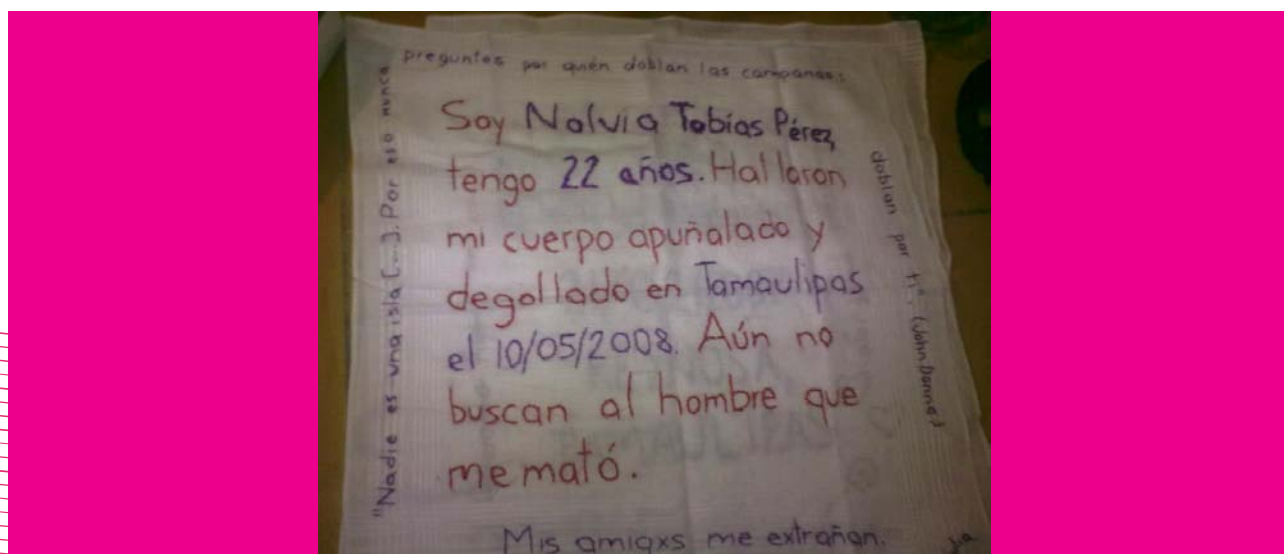 "Nadie es una isla [...]. Por eso nunca
preguntes por quén doblan las campanas:
doblan por ti". (John Donne)
Soy Nalvia Tobías Pérez,
tengo 22 años. Hallaron
mi cuerpo apuñalado y
degollado en Tamaulipas
el 10/05/2008. Aún no
buscan al hombre que
me mató.
Mis amigxs me extrañan.